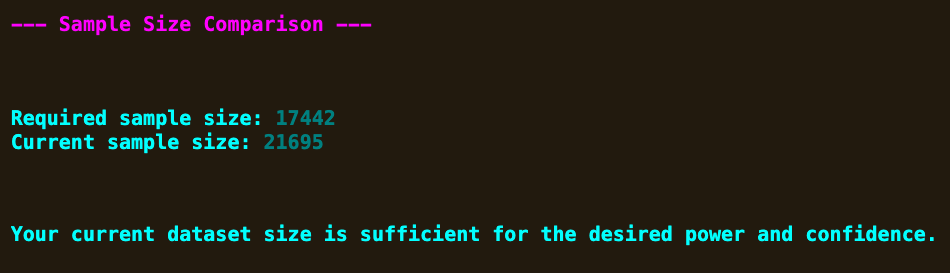 --- Sample Size Comparison ---
Required sample size: 17442
Current sample size: 21695
Your current dataset size is sufficient for the desired power and confidence.